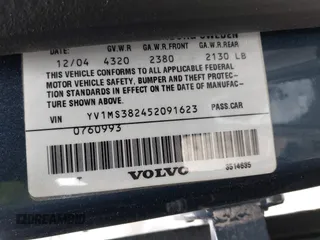 DATE: G.V.W.R GA.W.R.FRONT GA.W.R.REAR
12/04 4320 2380 2130 LB
THIS VEHICLE CONFORMS TO ALL APPLICABLE FEDERAL
MOTOR VEHICLE SAFETY, BUMPER AND THEFT PROTEC-
TION STANDARDS IN EFFECT ON THE DATE OF MANUFAC-
TURE SHOWN ABOVE.
VIN YV1MS382452091623 PASS.CAR
0760993
T VOLVO 8514695
DREAMBID